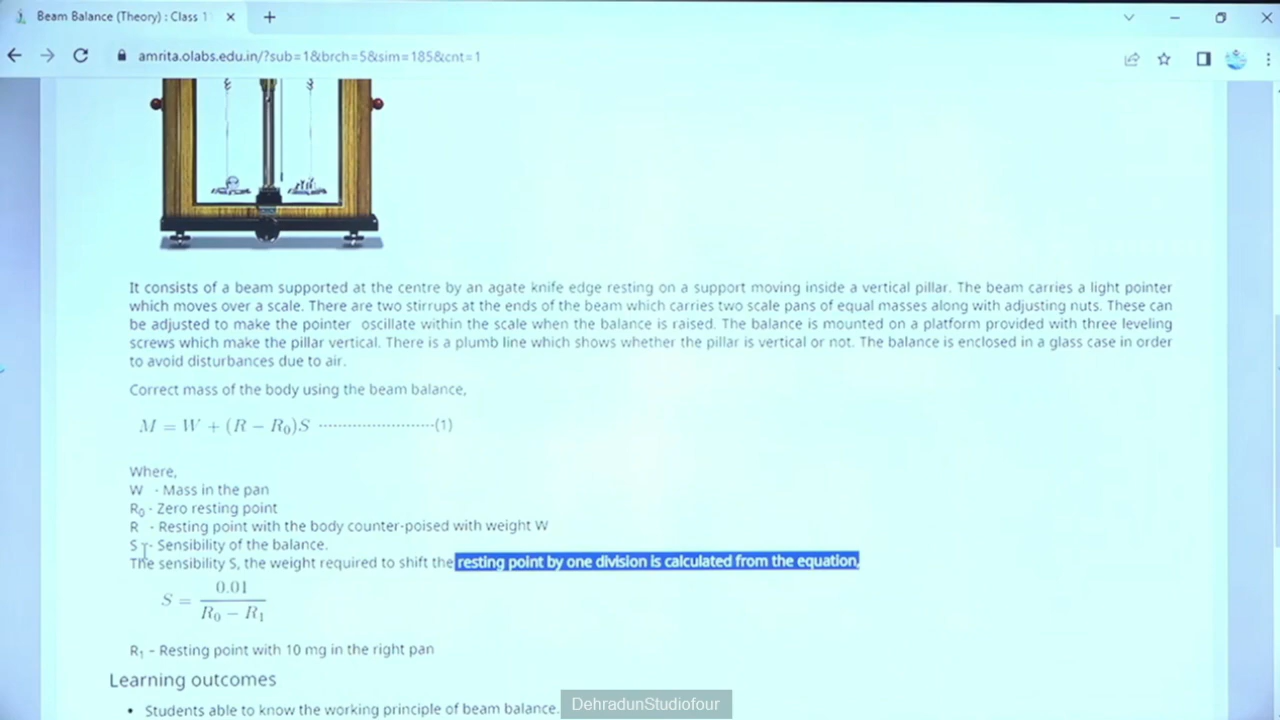 Beam Balance (Theory) : Class 1
amrita.olabs.edu.in/?sub=1&brch=5&sim=185&cnt=1
It consists of a beam supported at the centre by an agate knife edge resting on a support moving inside a vertical pillar. The beam carries a light pointer
which moves over a scale. There are two stirrups at the ends of the beam which carries two scale pans of equal masses along with adjusting nuts. These can
be adjusted to make the pointer oscillate within the scale when the balance is raised. The balance is mounted on a platform provided with three leveling
screws which make the pillar vertical. There is a plumb line which shows whether the pillar is vertical or not. The balance is enclosed in a glass case in order
to avoid disturbances due to air.
Correct mass of the body using the beam balance,
M = W + (R − R₀)S ------------------------(1)
Where,
W - Mass in the pan
R₀ - Zero resting point
R - Resting point with the body counter-poised with weight W
S - Sensibility of the balance.
The sensibility S, the weight required to shift the resting point by one division is calculated from the equation,
S = 0.01 / (R₀ − R₁)
R₁ – Resting point with 10 mg in the right pan
Learning outcomes
• Students able to know the working principle of beam balance.
DehradunStudiofour